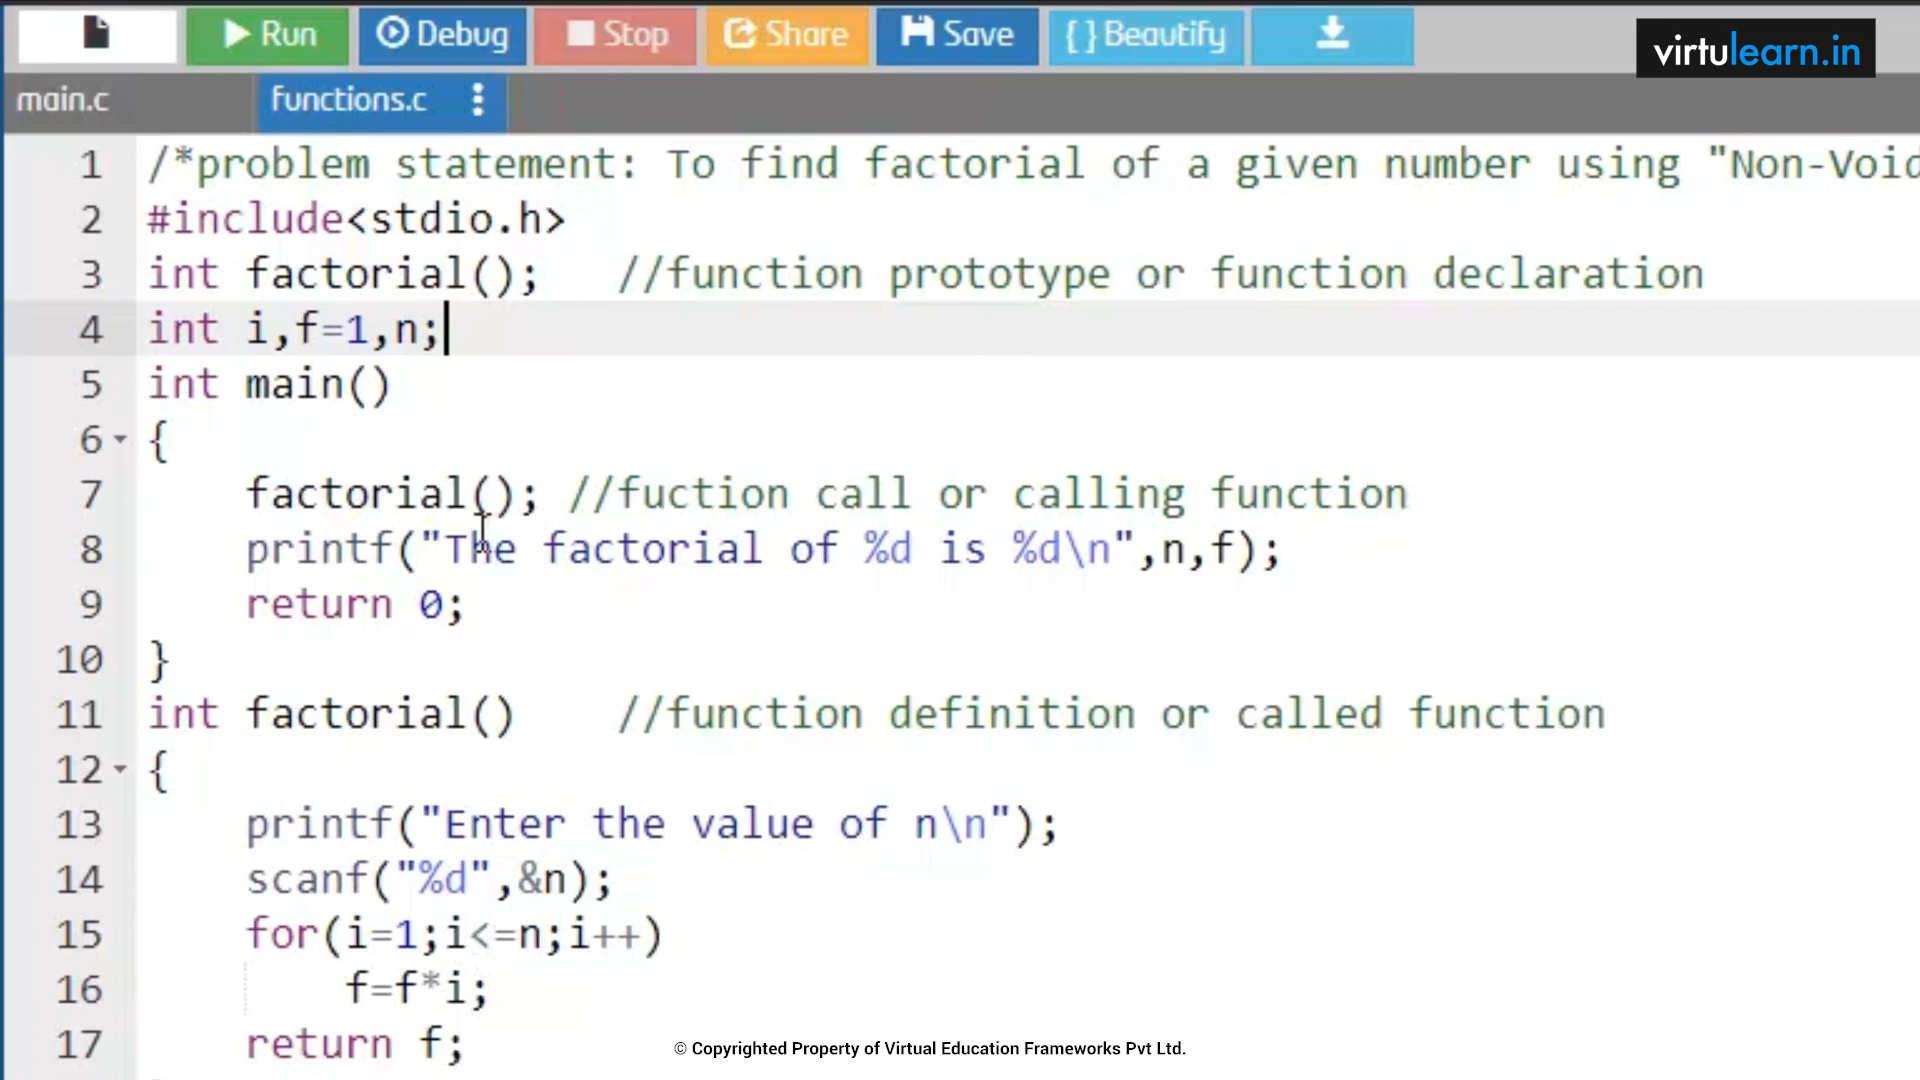 Run Debug Stop Share Save { } Beautify
virtulearn.in
main.c functions.c
1 /*problem statement: To find factorial of a given number using "Non-Void
2 #include<stdio.h>
3 int factorial(); //function prototype or function declaration
4 int i,f=1,n;
5 int main()
6 {
7 factorial(); //fuction call or calling function
8 printf("The factorial of %d is %d\n",n,f);
9 return 0;
10 }
11 int factorial() //function definition or called function
12 {
13 printf("Enter the value of n\n");
14 scanf("%d",&n);
15 for(i=1;i<=n;i++)
16 f=f*i;
17 return f;
© Copyrighted Property of Virtual Education Frameworks Pvt Ltd.